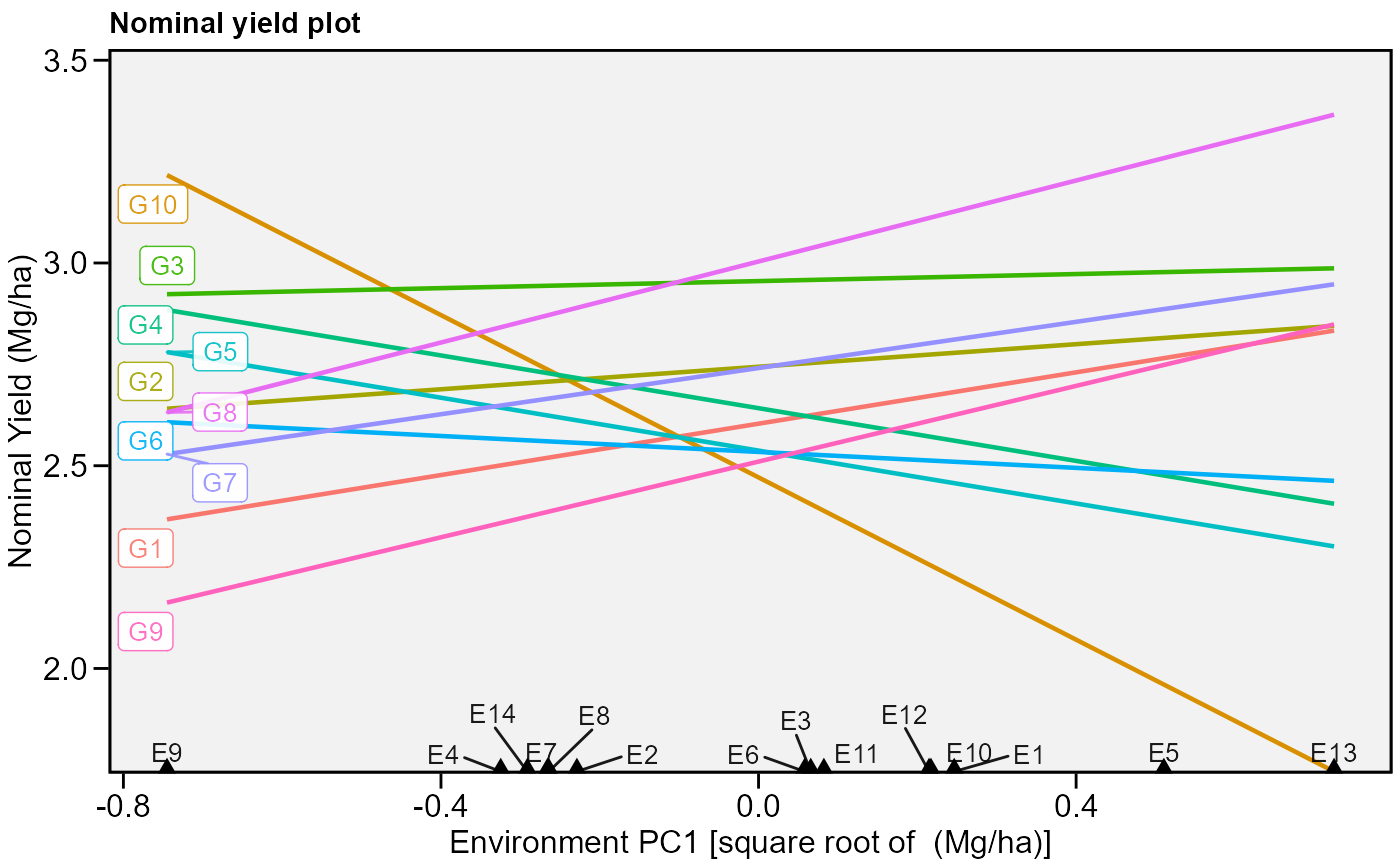 Nominal yield plot
3.5
3.0
2.5
2.0
Nominal Yield (Mg/ha)
G10
G3
G4
G5
G2
G8
G6
G7
G1
G9
E14
E8
E3
E12
E9
E4
E7
E2
E6
E11
E10
E1
E5
E13
-0.8
-0.4
0.0
0.4
Environment PC1 [square root of  (Mg/ha)]